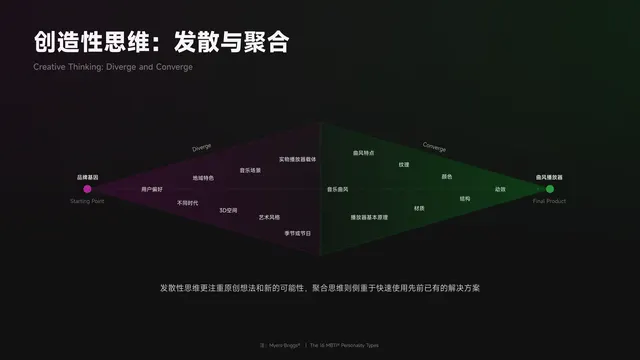 创造性思维：发散与聚合
Creative Thinking: Diverge and Converge
Diverge
Converge
实物播放器载体
曲风特点
音乐场景
纹理
品牌基因
地域特色
颜色
曲风播放器
用户偏好
音乐曲风
动效
Starting Point
不同时代
结构
Final Product
3D空间
材质
艺术风格
播放器基本原理
季节或节日
发散性思维更注重原创想法和新的可能性，聚合思维则侧重于快速使用先前已有的解决方案
注：Myers-Briggs® | The 16 MBTI® Personality Types